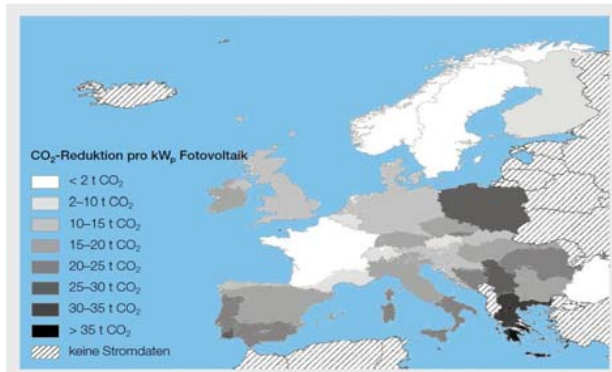 CO₂-Reduktion pro kWₚ Fotovoltaik
< 2 t CO₂
2–10 t CO₂
10–15 t CO₂
15–20 t CO₂
20–25 t CO₂
25–30 t CO₂
30–35 t CO₂
> 35 t CO₂
keine Stromdaten